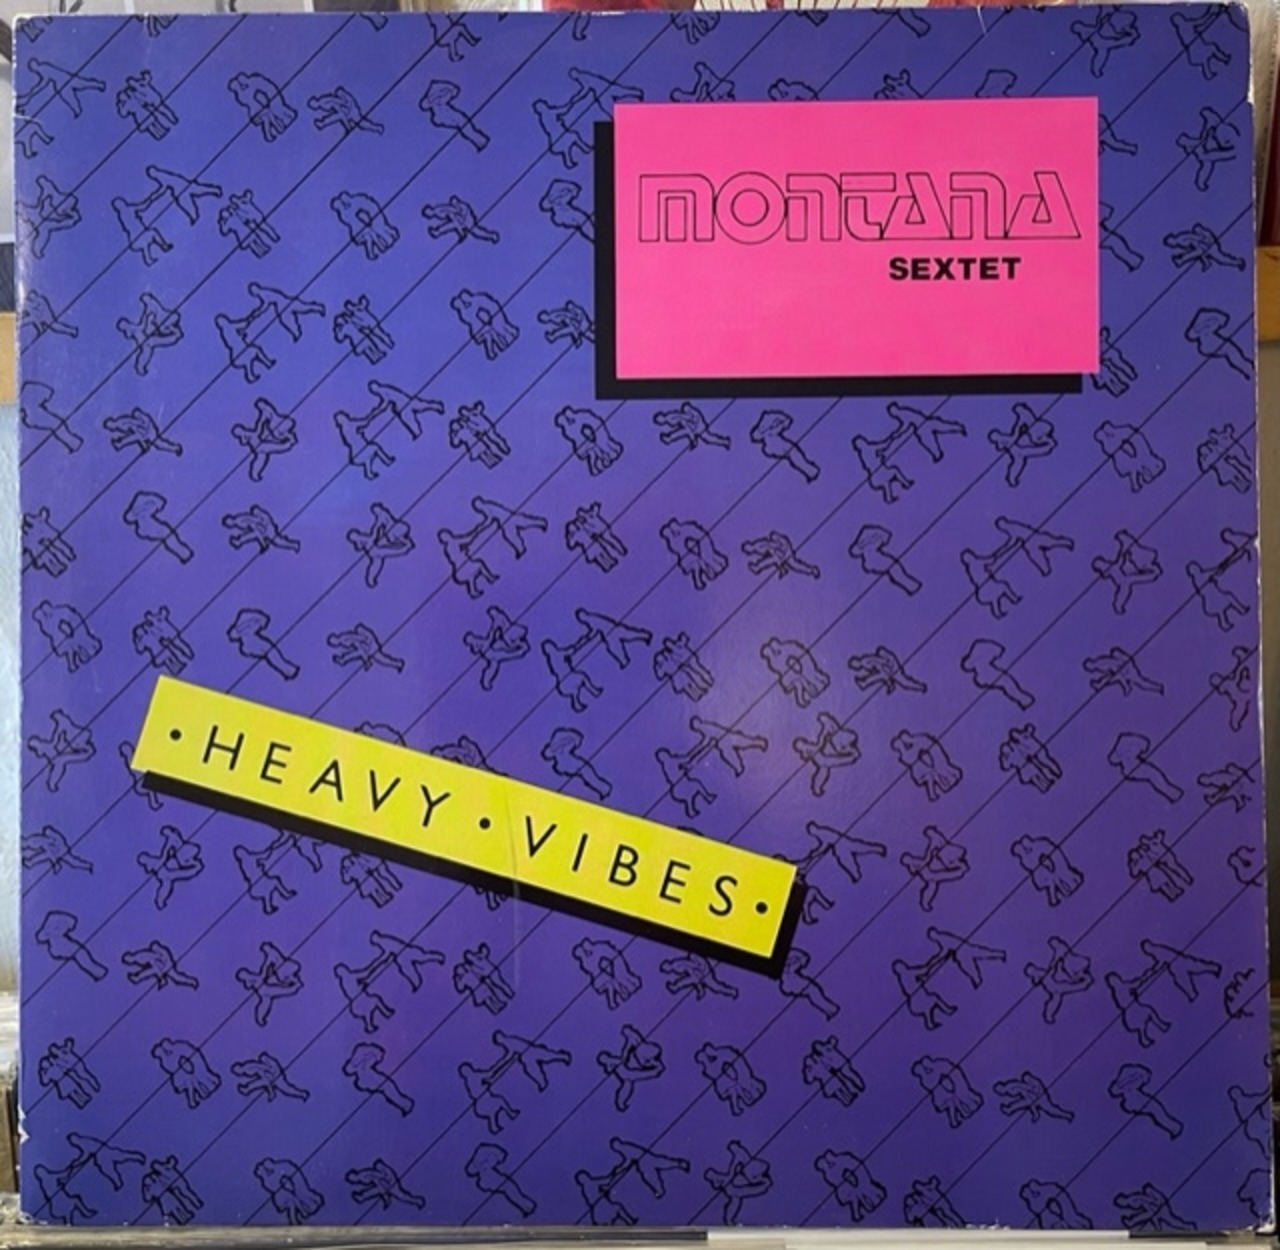 MONTANA
SEXTET
· HEAVY · VIBES ·